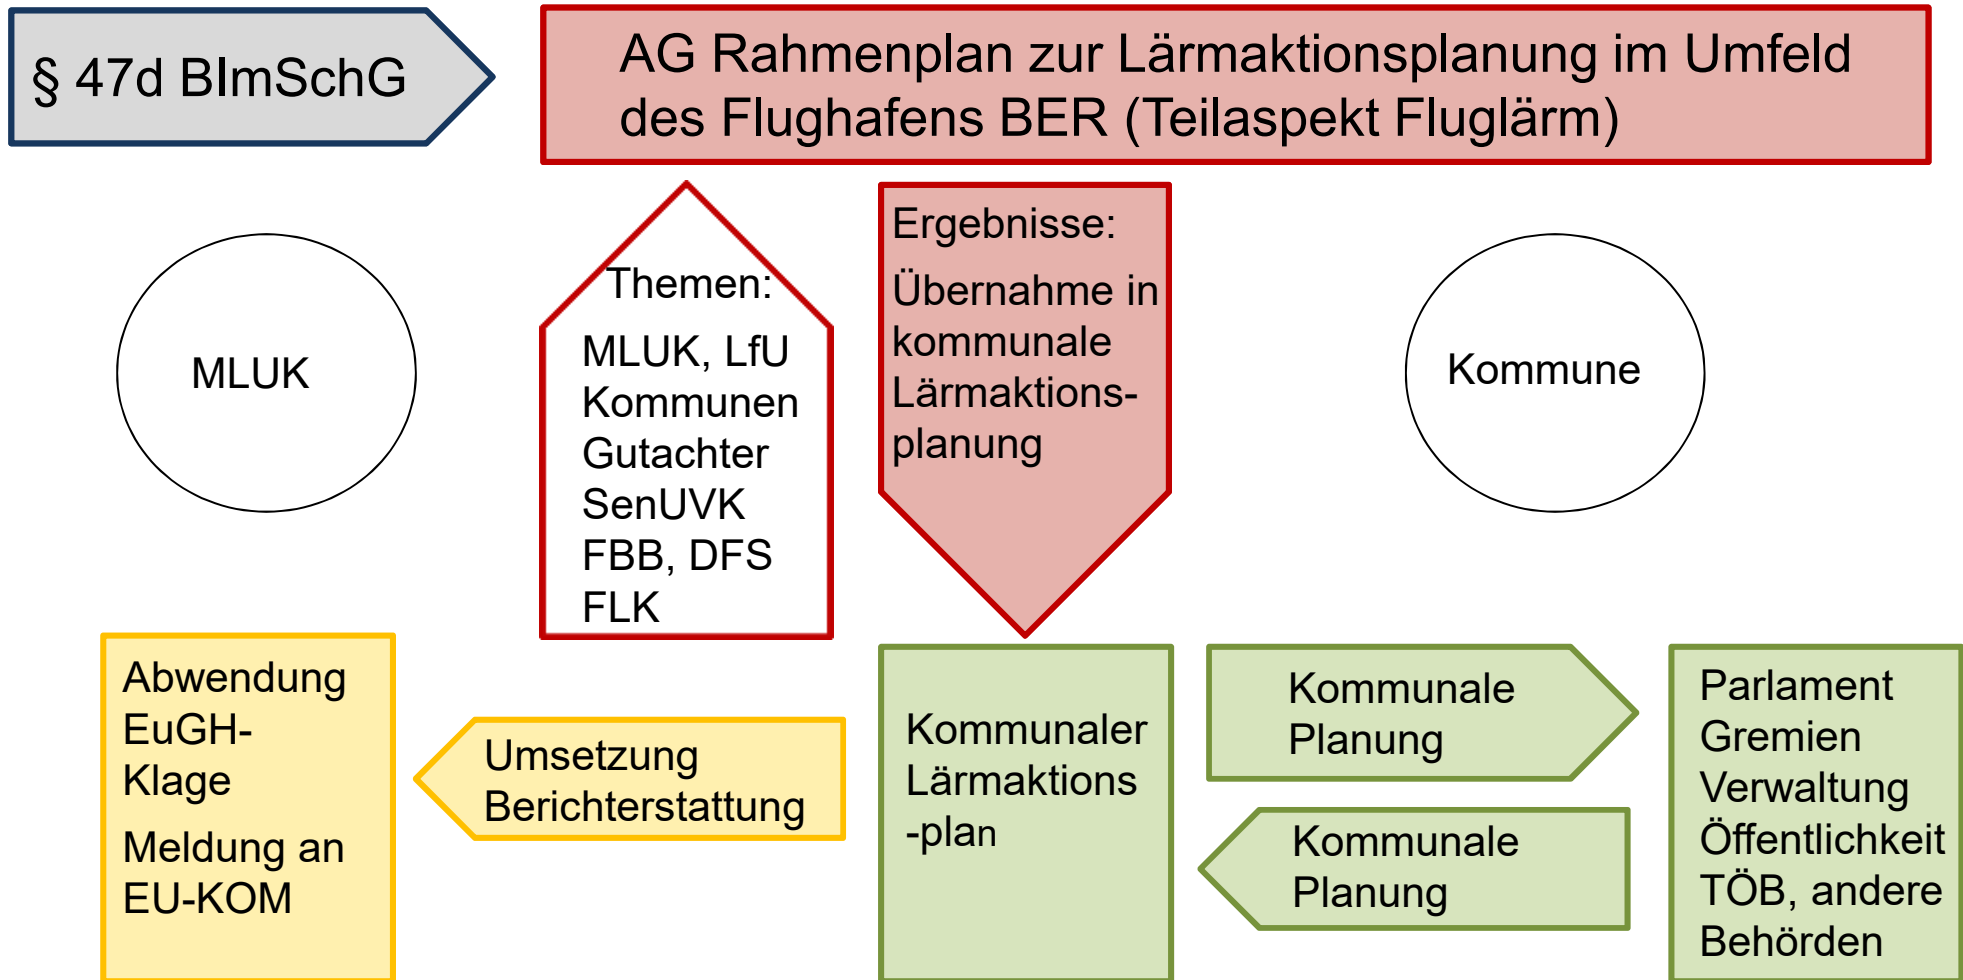 § 47d BImSchG
AG Rahmenplan zur Lärmaktionsplanung im Umfeld
des Flughafens BER (Teilaspekt Fluglärm)
MLUK
Themen:
MLUK, LfU
Kommunen
Gutachter
SenUVK
FBB, DFS
FLK
Ergebnisse:
Übernahme in
kommunale
Lärmaktions-
planung
Kommune
Abwendung
EuGH-
Klage
Meldung an
EU-KOM
Umsetzung
Berichterstattung
Kommunaler
Lärmaktions
-plan
Kommunale
Planung
Kommunale
Planung
Parlament
Gremien
Verwaltung
Öffentlichkeit
TÖB, andere
Behörden